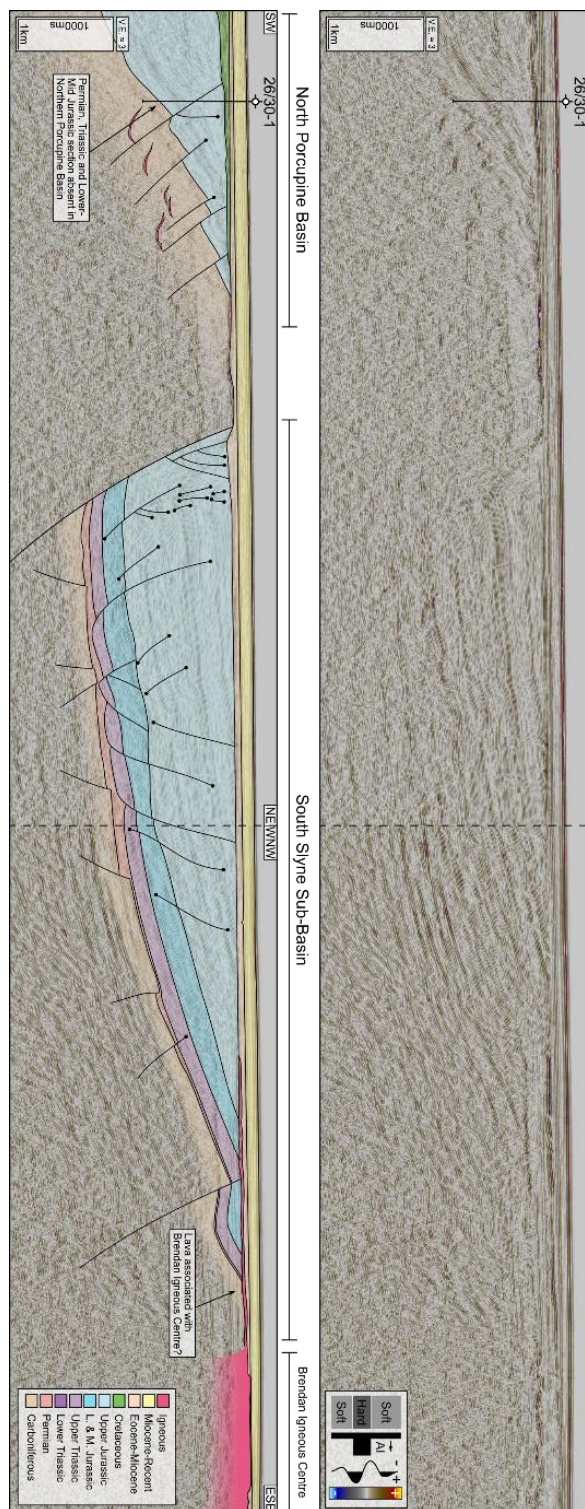 26/30-1
V.E. ≈ 3
1000ms
1km
Soft
Hard
Soft
AI
- +
+
North Porcupine Basin
South Slyne Sub-Basin
Brendan Igneous Centre
SW
26/30-1
NE
WNW
ESE
V.E. ≈ 3
1000ms
1km
Permian, Triassic and Lower-
Mid Jurassic section absent in
Northern Porcupine Basin
Lava associated with
Brendan Igneous Centre?
Igneous
Miocene-Recent
Eocene-Miocene
Cretaceous
Upper Jurassic
L. & M. Jurassic
Upper Triassic
Lower Triassic
Permian
Carboniferous